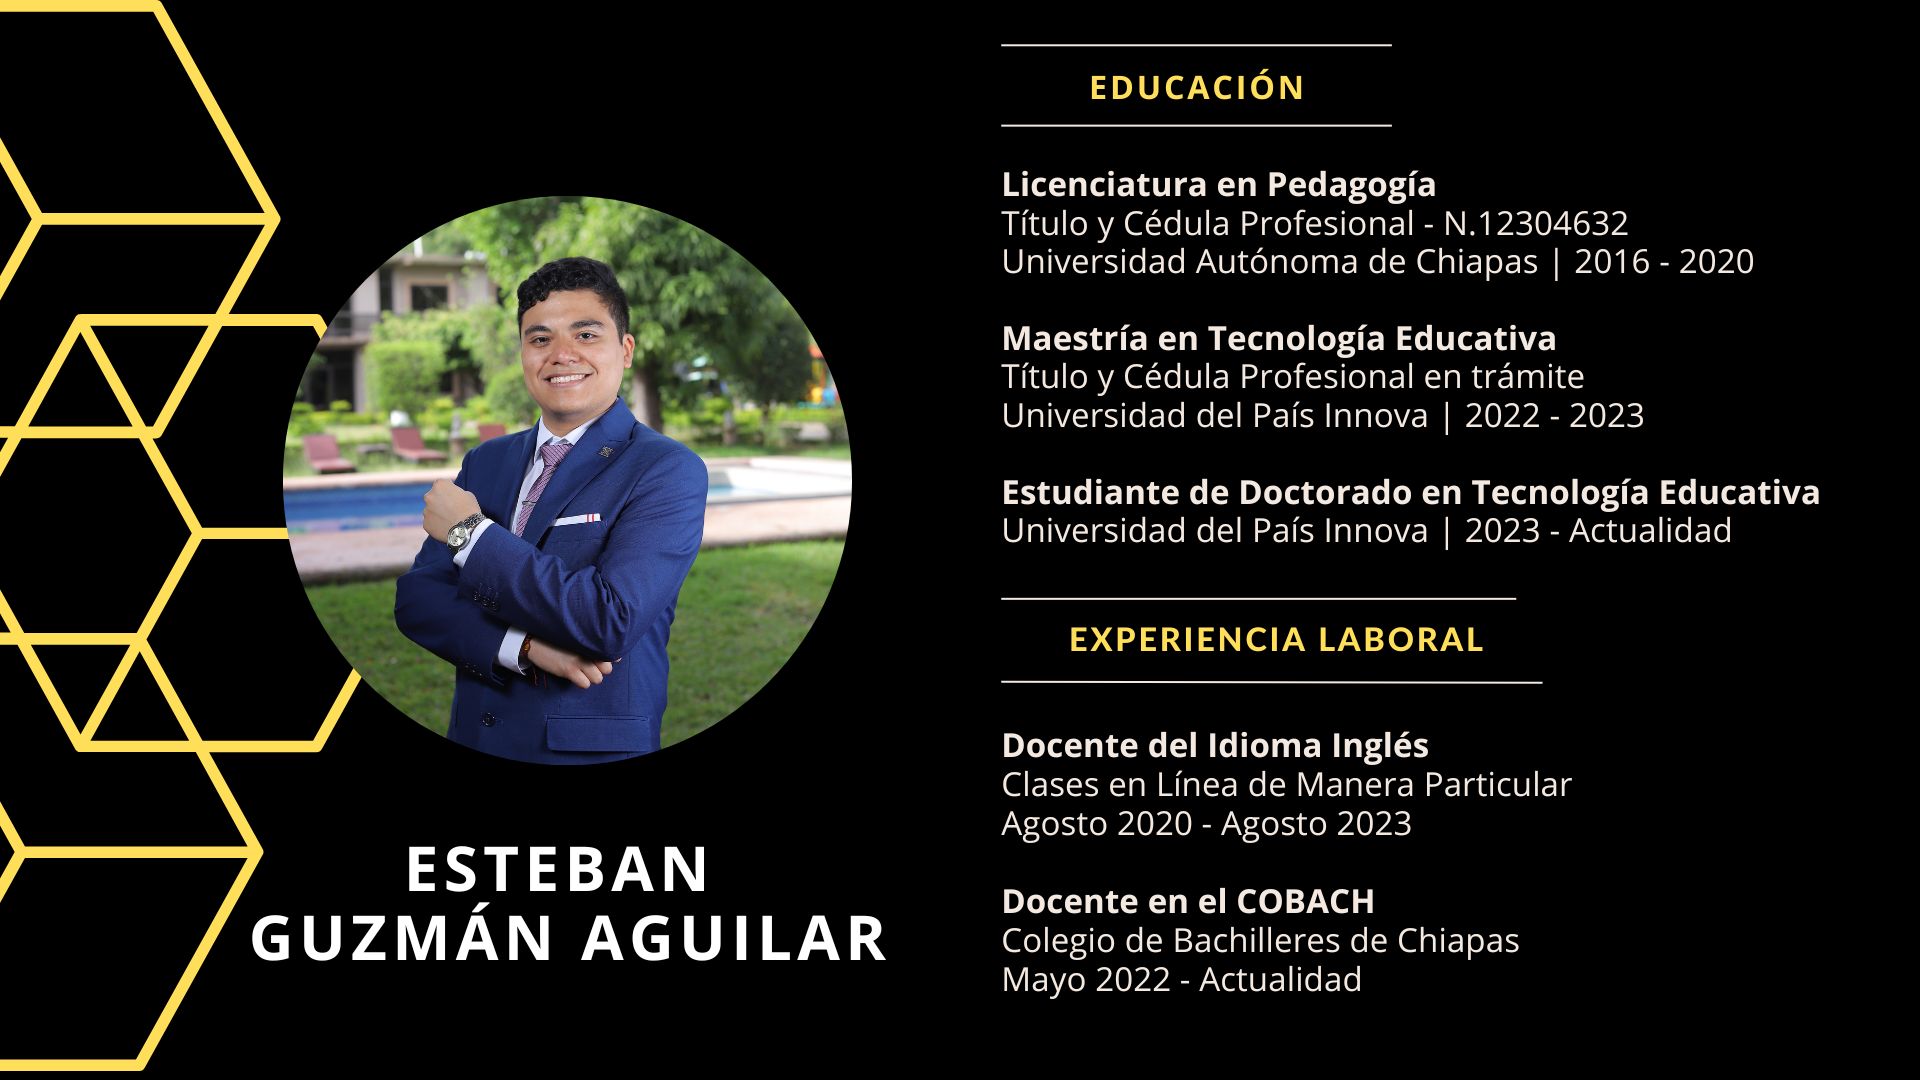 EDUCACIÓN
Licenciatura en Pedagogía
Título y Cédula Profesional - N.12304632
Universidad Autónoma de Chiapas | 2016 - 2020
Maestría en Tecnología Educativa
Título y Cédula Profesional en trámite
Universidad del País Innova | 2022 - 2023
Estudiante de Doctorado en Tecnología Educativa
Universidad del País Innova | 2023 - Actualidad
EXPERIENCIA LABORAL
Docente del Idioma Inglés
Clases en Línea de Manera Particular
Agosto 2020 - Agosto 2023
Docente en el COBACH
Colegio de Bachilleres de Chiapas
Mayo 2022 - Actualidad
ESTEBAN
GUZMÁN AGUILAR